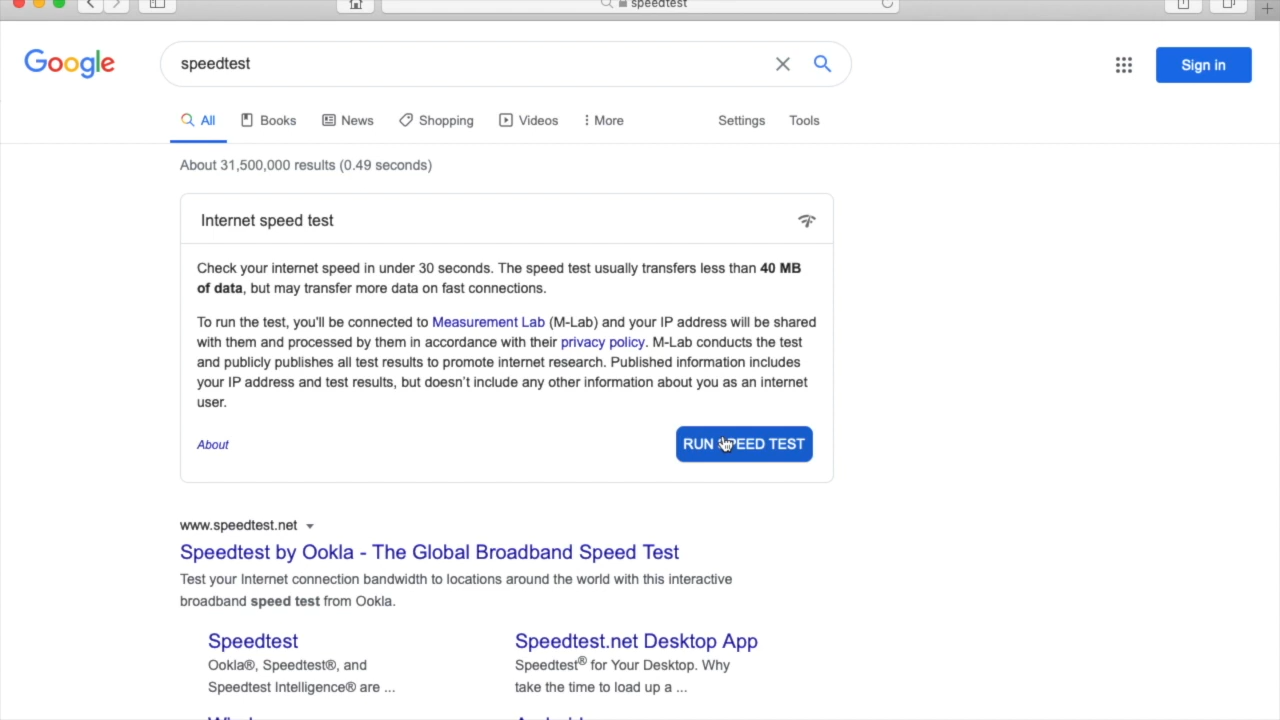 speedtest
Google
speedtest
Sign in
All Books News Shopping Videos More Settings Tools
About 31,500,000 results (0.49 seconds)
Internet speed test
Check your internet speed in under 30 seconds. The speed test usually transfers less than 40 MB
of data, but may transfer more data on fast connections.
To run the test, you'll be connected to Measurement Lab (M-Lab) and your IP address will be shared
with them and processed by them in accordance with their privacy policy. M-Lab conducts the test
and publicly publishes all test results to promote internet research. Published information includes
your IP address and test results, but doesn't include any other information about you as an internet
user.
About
RUN SPEED TEST
www.speedtest.net
Speedtest by Ookla - The Global Broadband Speed Test
Test your Internet connection bandwidth to locations around the world with this interactive
broadband speed test from Ookla.
Speedtest
Ookla®, Speedtest®, and
Speedtest Intelligence® are ...
Speedtest.net Desktop App
Speedtest® for Your Desktop. Why
take the time to load up a ...